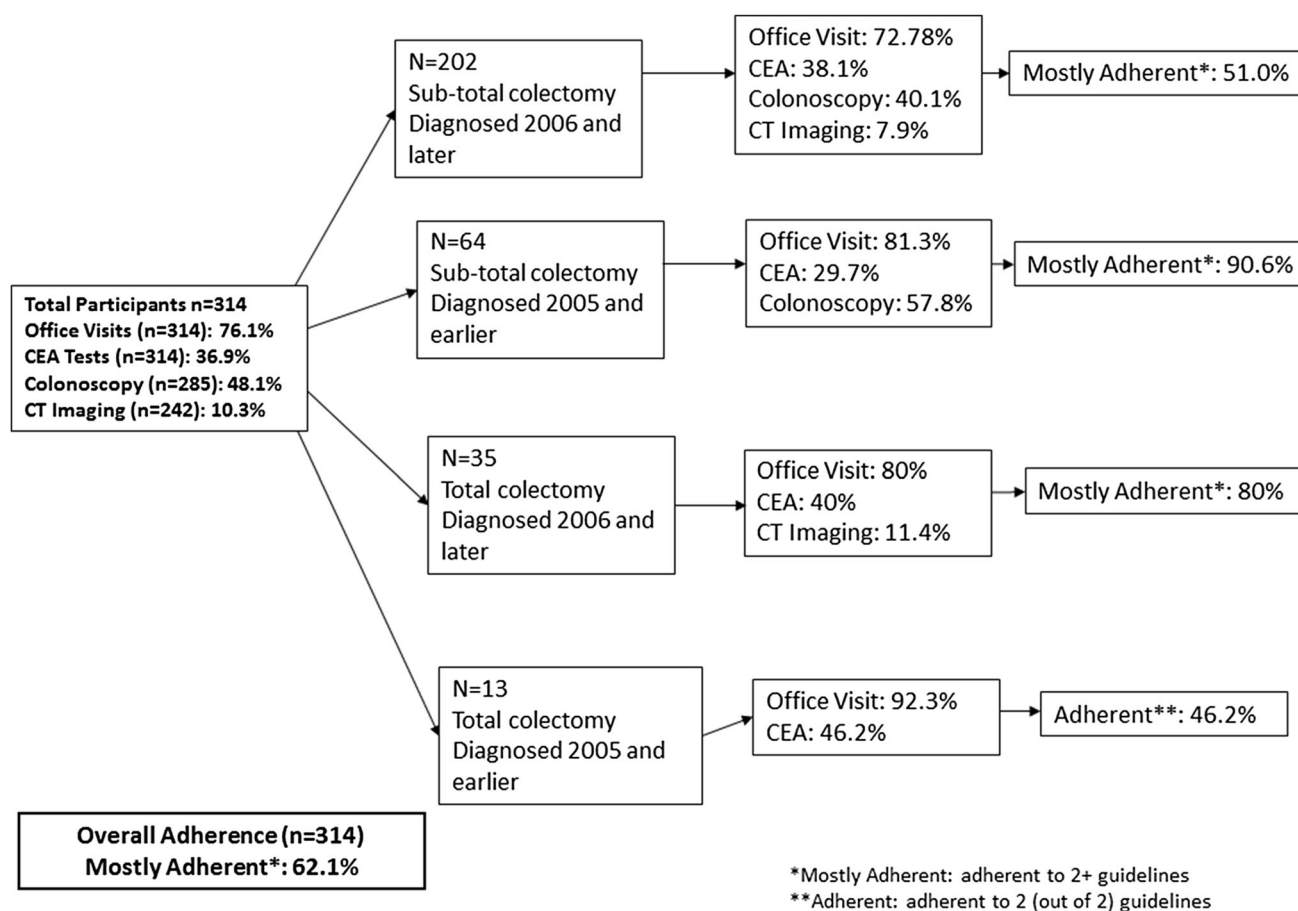 Total Participants n=314
Office Visits (n=314): 76.1%
CEA Tests (n=314): 36.9%
Colonoscopy (n=285): 48.1%
CT Imaging (n=242): 10.3%
N=202
Sub-total colectomy
Diagnosed 2006 and
later
Office Visit: 72.78%
CEA: 38.1%
Colonoscopy: 40.1%
CT Imaging: 7.9%
Mostly Adherent*: 51.0%
N=64
Sub-total colectomy
Diagnosed 2005 and
earlier
Office Visit: 81.3%
CEA: 29.7%
Colonoscopy: 57.8%
Mostly Adherent*: 90.6%
N=35
Total colectomy
Diagnosed 2006 and
later
Office Visit: 80%
CEA: 40%
CT Imaging: 11.4%
Mostly Adherent*: 80%
N=13
Total colectomy
Diagnosed 2005 and
earlier
Office Visit: 92.3%
CEA: 46.2%
Adherent**: 46.2%
Overall Adherence (n=314)
Mostly Adherent*: 62.1%
*Mostly Adherent: adherent to 2+ guidelines
**Adherent: adherent to 2 (out of 2) guidelines